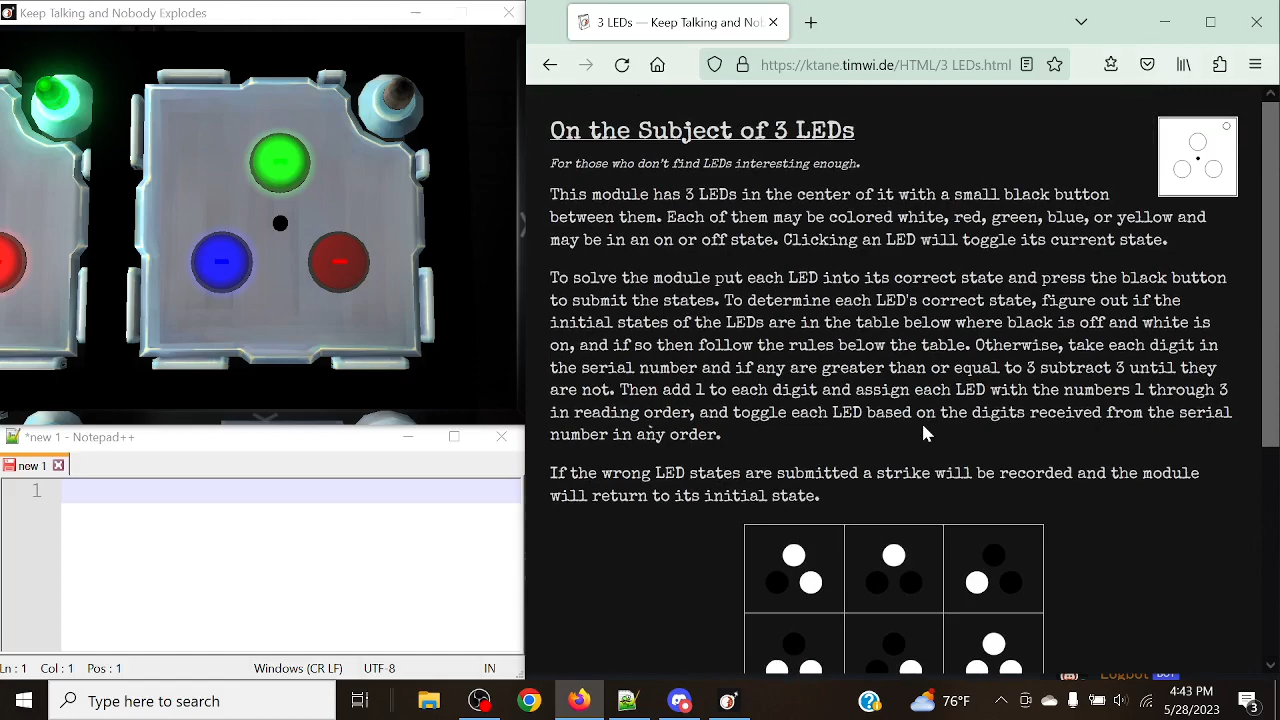 Keep Talking and Nobody Explodes
3 LEDs — Keep Talking and Nobo
https://ktane.timwi.de/HTML/3 LEDs.html
On the Subject of 3 LEDs
For those who don't find LEDs interesting enough.
This module has 3 LEDs in the center of it with a small black button
between them. Each of them may be colored white, red, green, blue, or yellow and
may be in an on or off state. Clicking an LED will toggle its current state.
To solve the module put each LED into its correct state and press the black button
to submit the states. To determine each LED's correct state, figure out if the
initial states of the LEDs are in the table below where black is off and white is
on, and if so then follow the rules below the table. Otherwise, take each digit in
the serial number and if any are greater than or equal to 3 subtract 3 until they
are not. Then add 1 to each digit and assign each LED with the numbers 1 through 3
in reading order, and toggle each LED based on the digits received from the serial
number in any order.
If the wrong LED states are submitted a strike will be recorded and the module
will return to its initial state.
*new 1 - Notepad++
new 1
1
Ln : 1 Col : 1 Pos : 1 Windows (CR LF) UTF-8 IN
Logbot BOT
Type here to search
76°F
4:43 PM
5/28/2023
3